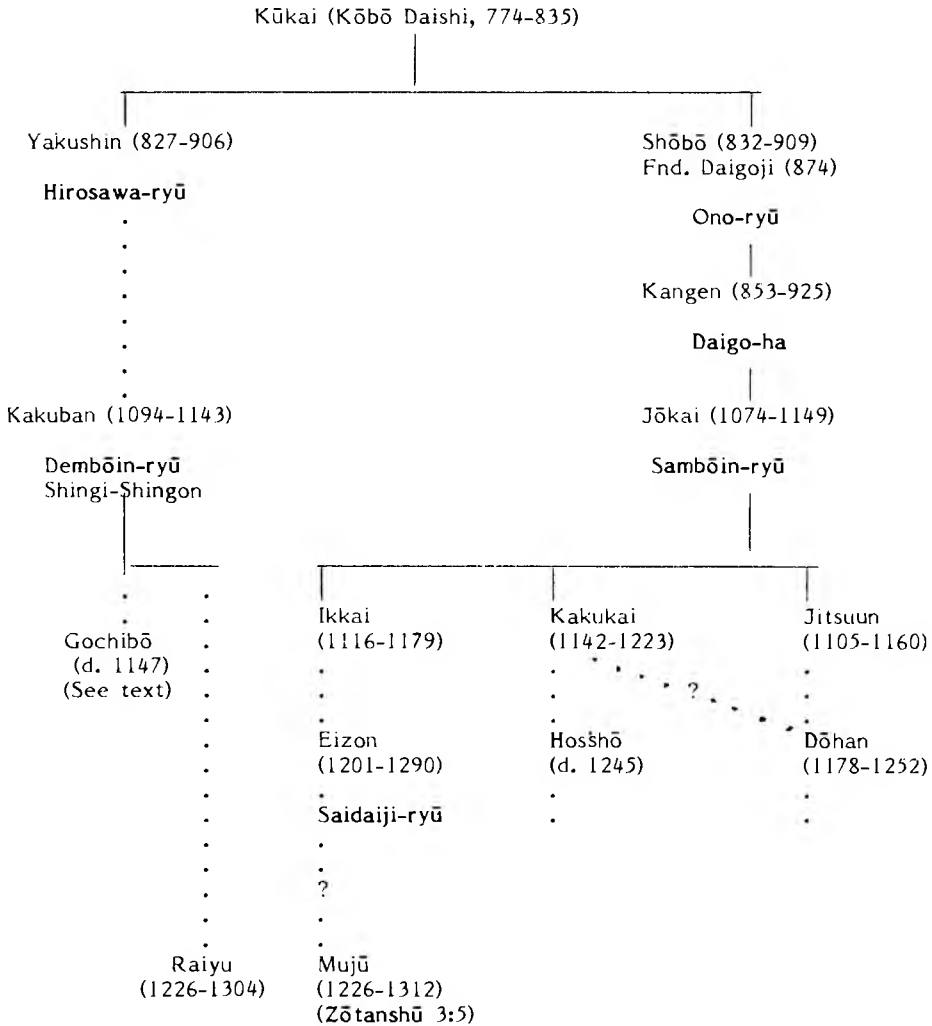 Kūkai (Kōbō Daishi, 774-835)
Yakushin (827-906)
Hirosawa-ryū
Shōbō (832-909)
Fnd. Daigoji (874)
Ono-ryū
Kangen (853-925)
Daigo-ha
Kakuban (1094-1143)
Dembōin-ryū
Shingi-Shingon
Jōkai (1074-1149)
Sambōin-ryū
Gochibō
(d. 1147)
(See text)
Ikkai
(1116-1179)
Kakukai
(1142-1223)
Jitsuun
(1105-1160)
?
Eizon
(1201-1290)
Saidaiji-ryū
Hosshō
(d. 1245)
Dōhan
(1178-1252)
?
Raiyu
(1226-1304)
Mujū
(1226-1312)
(Zōtanshū 3:5)